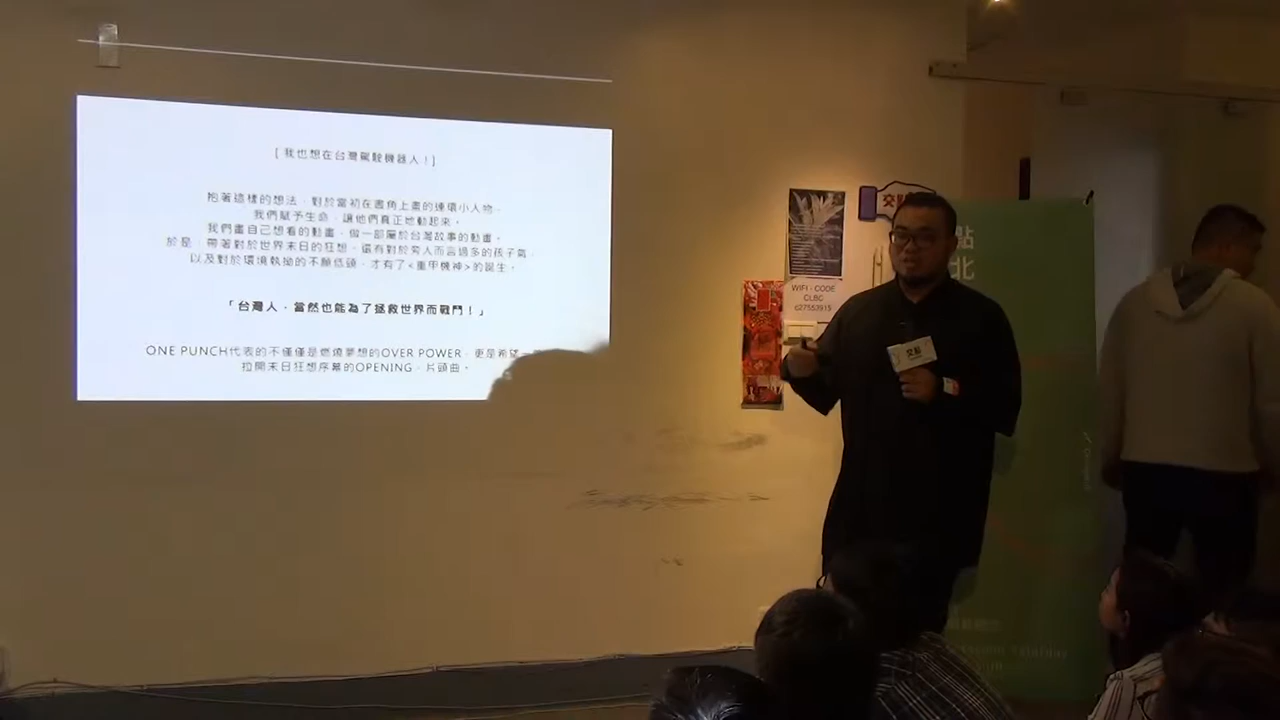 [ 我也想在台灣駕駛機器人！]
抱著這樣的想法，對於當初在書角上畫的連環小人物，
我們賦予生命，讓他們真正地動起來。
我們畫自己想看的動畫，做一部屬於台灣故事的動畫。
於是，帶著對於世界末日的狂想，還有對於旁人而言過多的孩子氣，
以及對於環境執拗的不願低頭，才有了<重甲機神>的誕生。
「台灣人，當然也能為了拯救世界而戰鬥！」
ONE PUNCH代表的不僅僅是燃燒夢想的OVER POWER，更是希望
拉開末日狂想序幕的OPENING，片頭曲。
交點
WIFI - CODE
CLBC
c27553915
點
北
交點